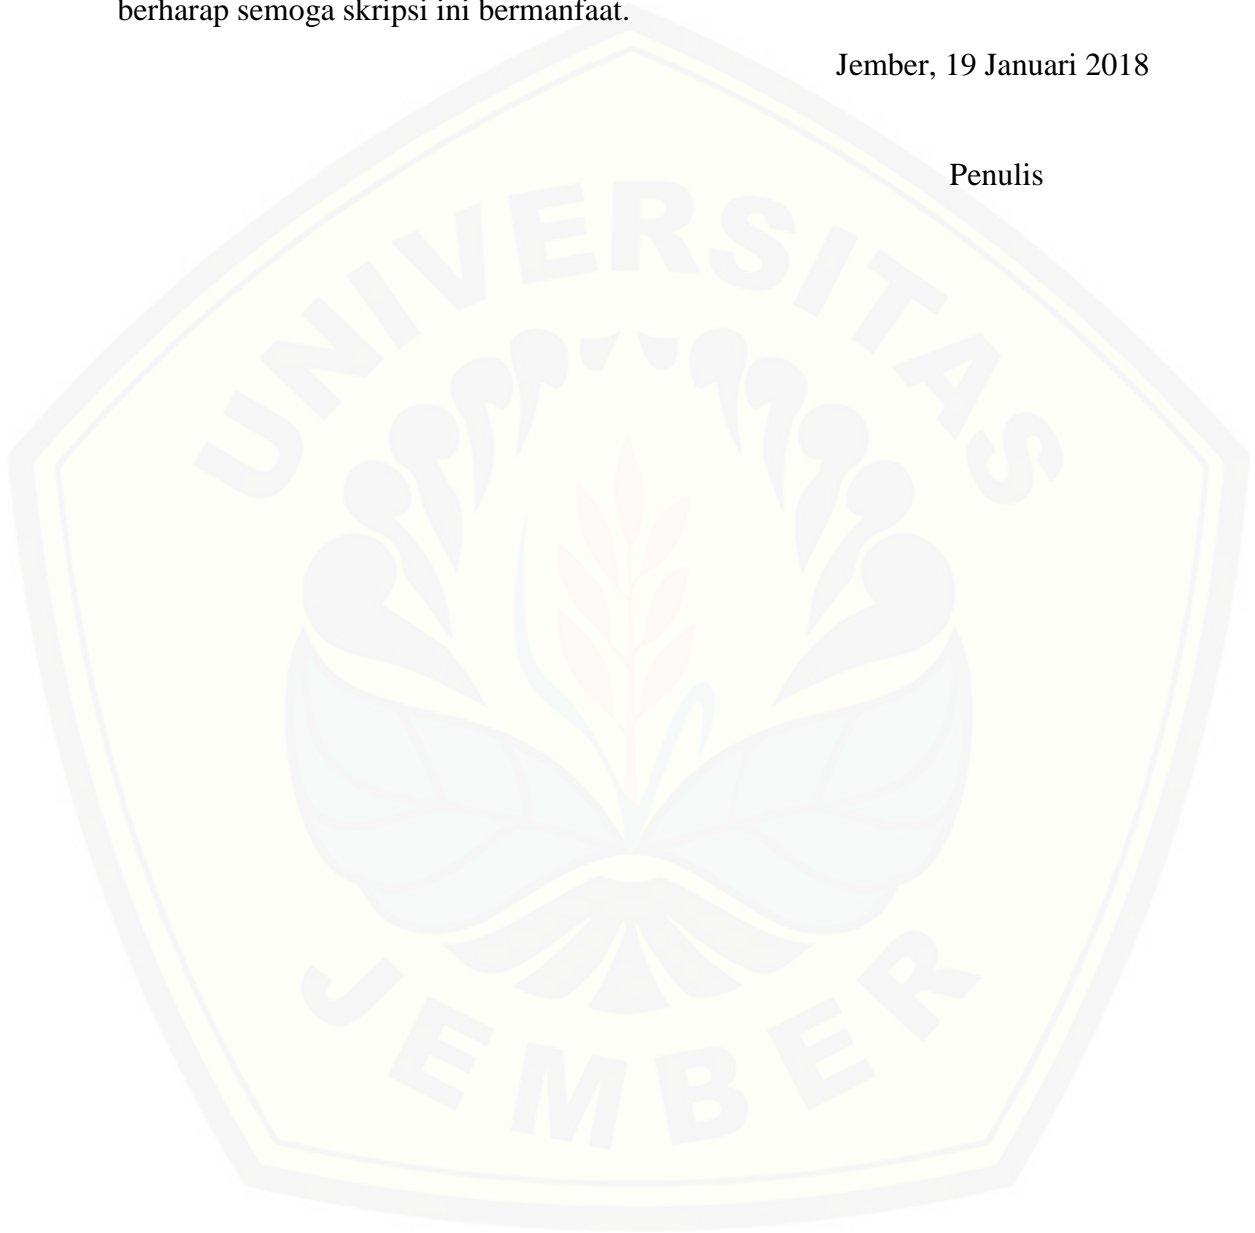 berharap semoga skripsi ini bermanfaat.
Jember, 19 Januari 2018
Penulis
UNIVERSITAS
JEMBER